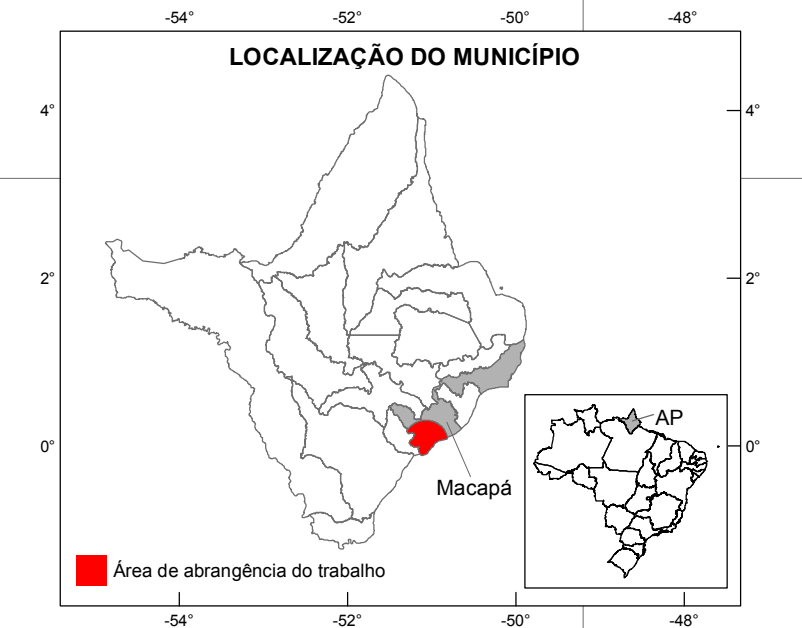 -54° -52° -50° -48°
LOCALIZAÇÃO DO MUNICÍPIO
4° 4°
2° 2°
AP
0° 0°
Macapá
Área de abrangência do trabalho
-54° -52° -50° -48°